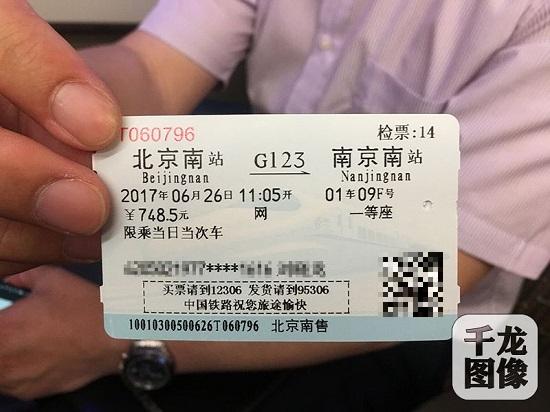 T060796 检票:14
北京南站 G123 南京南站
Beijingnan Nanjingnan
2017年06月26日 11:05开 01车09F号
￥748.5元 网 一等座
限乘当日当次车
买票请到12306 发货请到95306
中国铁路祝您旅途愉快
10010300500626T060796 北京南售
千龙
图像